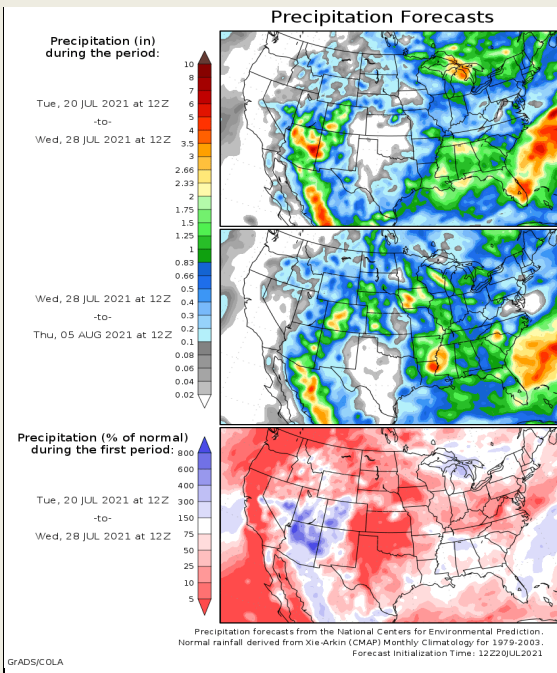 Precipitation Forecasts
Precipitation (in)
during the period:
Tue, 20 JUL 2021 at 12Z
-to-
Wed, 28 JUL 2021 at 12Z
10
8
7
6
5
4
3.5
3
2.66
2.33
2
1.75
1.5
1.25
1
0.83
0.66
0.5
0.4
0.3
0.2
0.1
0.08
0.06
0.04
0.02
Wed, 28 JUL 2021 at 12Z
-to-
Thu, 05 AUG 2021 at 12Z
Precipitation (% of normal)
during the first period:
Tue, 20 JUL 2021 at 12Z
-to-
Wed, 28 JUL 2021 at 12Z
800
600
400
300
150
75
50
25
10
5
Precipitation forecasts from the National Centers for Environmental Prediction.
Normal rainfall derived from Xie-Arkin (CMAP) Monthly Climatology for 1979-2003.
Forecast Initialization Time: 12Z20JUL2021
GrADS/COLA